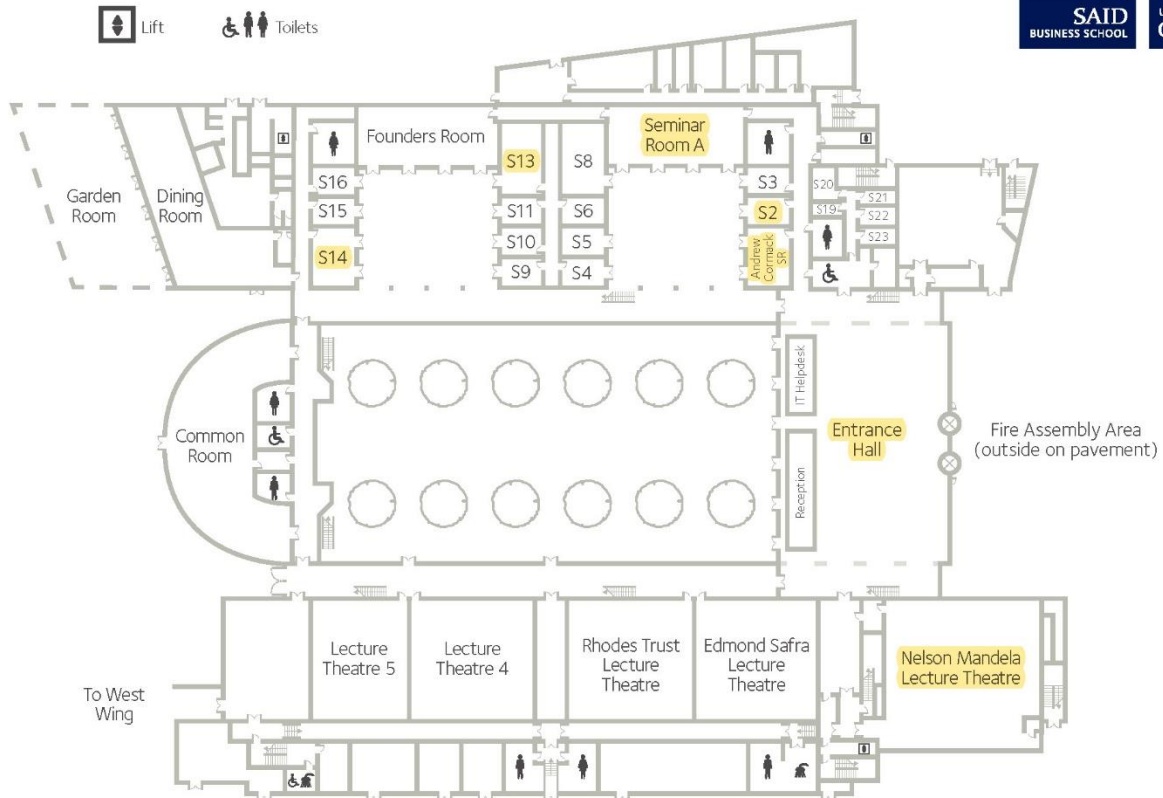 Lift
Toilets
SAID
BUSINESS SCHOOL
Founders Room
Seminar
Room A
S13
S8
S16
S3
S20
S21
Garden
Room
Dining
Room
S15
S11
S6
S2
S19
S22
S14
S10
S5
Andrew
Cormack
SR
S23
S9
S4
IT Helpdesk
Common
Room
Entrance
Hall
Fire Assembly Area
(outside on pavement)
Reception
Lecture
Theatre 5
Lecture
Theatre 4
Rhodes Trust
Lecture
Theatre
Edmond Safra
Lecture
Theatre
Nelson Mandela
Lecture Theatre
To West
Wing